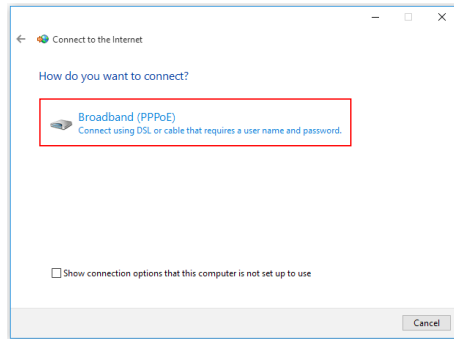 Connect to the Internet
How do you want to connect?
Broadband (PPPoE)
Connect using DSL or cable that requires a user name and password.
Show connection options that this computer is not set up to use
Cancel